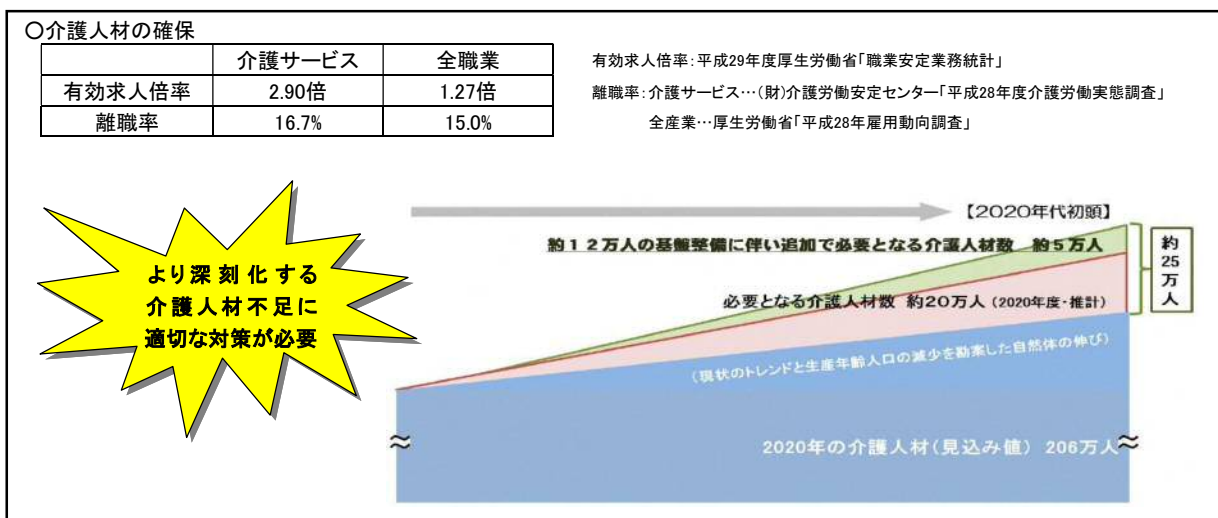 〇介護人材の確保
介護サービス 全職業
有効求人倍率 2.90倍 1.27倍
離職率 16.7% 15.0%
有効求人倍率:平成29年度厚生労働省「職業安定業務統計」
離職率:介護サービス…(財)介護労働安定センター「平成28年度介護労働実態調査」
全産業…厚生労働省「平成28年雇用動向調査」
より深刻化する
介護人材不足に
適切な対策が必要
【2020年代初頭】
約12万人の基盤整備に伴い追加で必要となる介護人材数 約5万人
約25万人
必要となる介護人材数 約20万人(2020年度・推計)
(現状のトレンドと生産年齢人口の減少を勘案した自然体の伸び)
≈ 2020年の介護人材(見込み値) 206万人 ≈